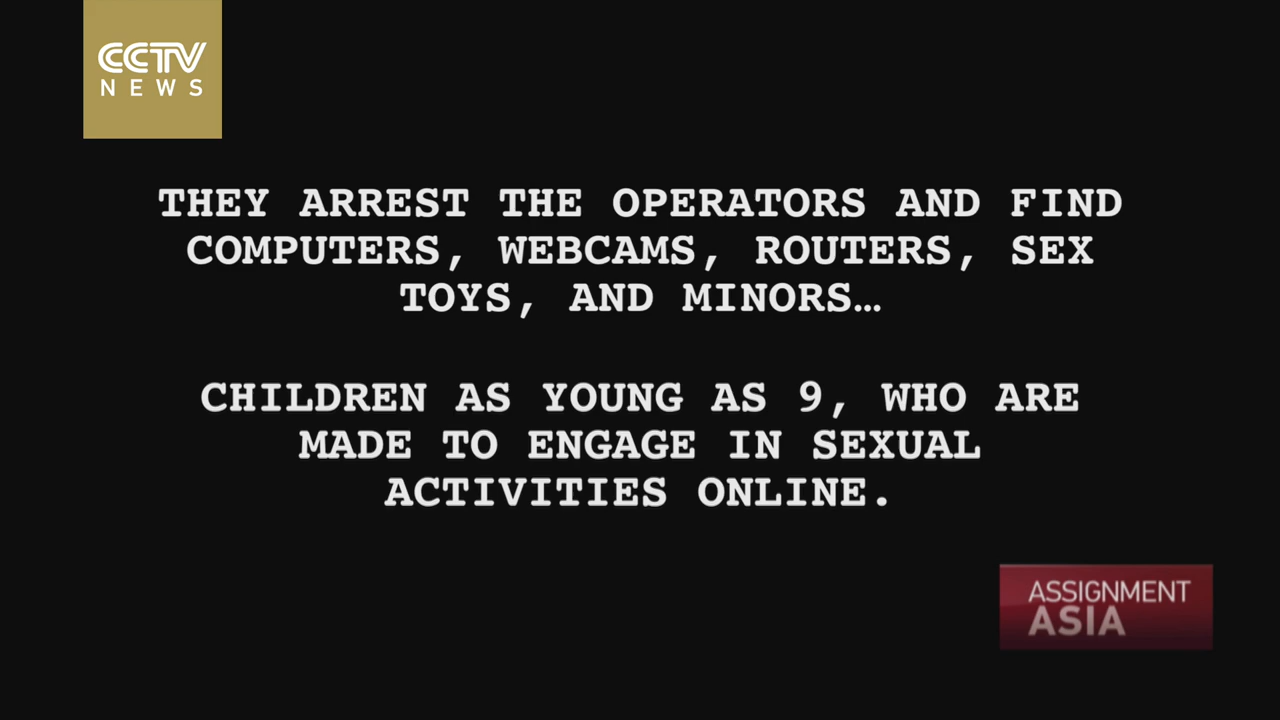 CCTV
NEWS
THEY ARREST THE OPERATORS AND FIND
COMPUTERS, WEBCAMS, ROUTERS, SEX
TOYS, AND MINORS…
CHILDREN AS YOUNG AS 9, WHO ARE
MADE TO ENGAGE IN SEXUAL
ACTIVITIES ONLINE.
ASSIGNMENT
ASIA